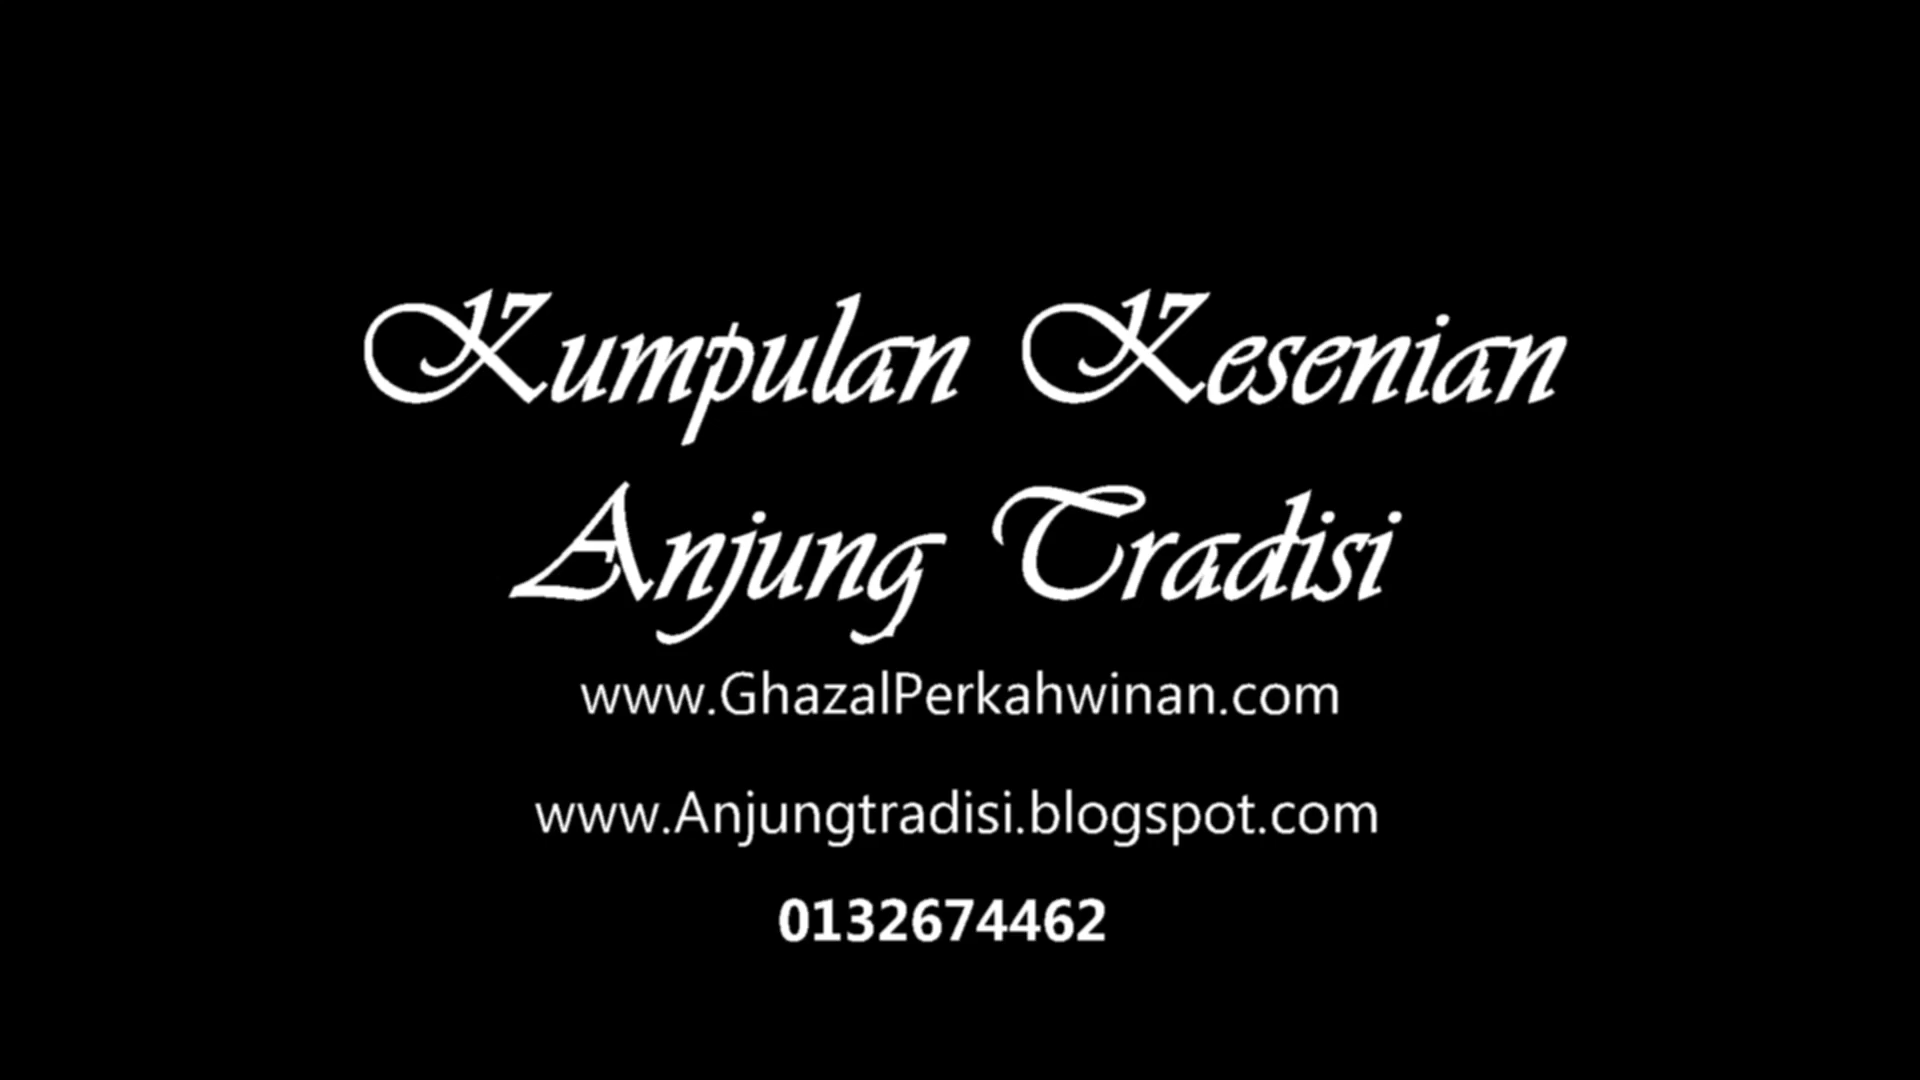 Kumpulan Kesenian
Anjung Tradisi
www.GhazalPerkahwinan.com
www.Anjungtradisi.blogspot.com
0132674462